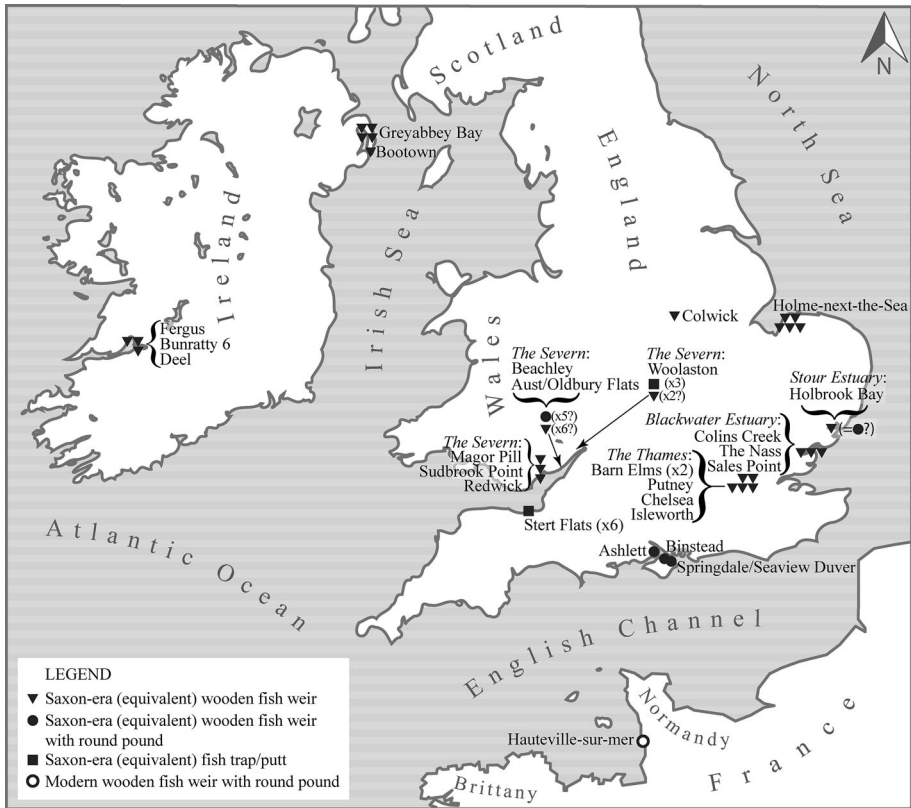 Scotland
N
North Sea
England
Greyabbey Bay
Bootown
Ireland
Irish Sea
Fergus
Bunratty 6
Deel
Wales
Colwick
Holme-next-the-Sea
The Severn:
Beachley
Aust/Oldbury Flats
(x5?)
(x6?)
The Severn:
Woolaston
(x3)
(x2?)
Stour Estuary:
Holbrook Bay
(=●?)
Blackwater Estuary:
Colins Creek
The Nass
Sales Point
The Severn:
Magor Pill
Sudbrook Point
Redwick
The Thames:
Barn Elms (x2)
Putney
Chelsea
Isleworth
Stert Flats (x6)
Atlantic Ocean
Ashlett
Binstead
Springdale/Seaview Duver
English Channel
LEGEND
Saxon-era (equivalent) wooden fish weir
Saxon-era (equivalent) wooden fish weir
with round pound
Saxon-era (equivalent) fish trap/putt
Modern wooden fish weir with round pound
Hauteville-sur-mer
Normandy
Brittany
France